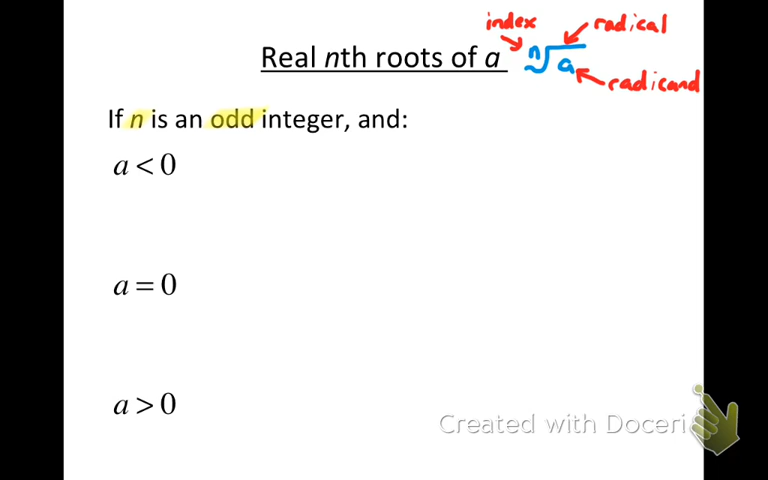 index
radical
Real nth roots of a
n√a
radicand
If n is an odd integer, and:
a < 0
a = 0
a > 0
Created with Doceri